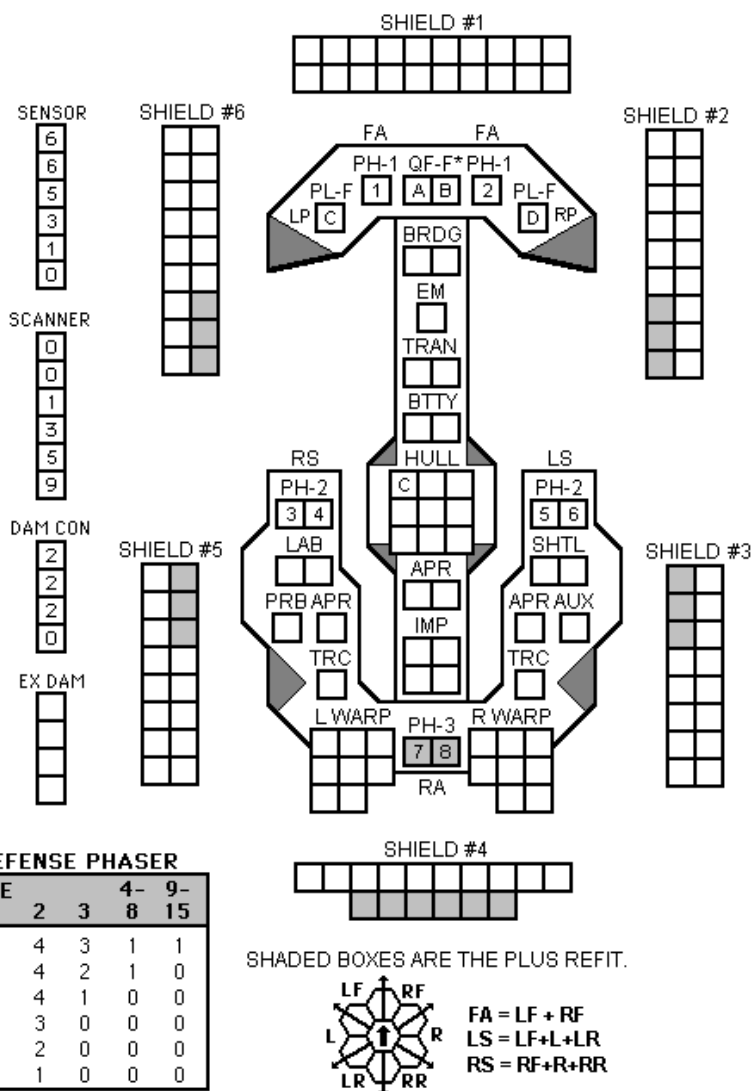 SHIELD #1
SENSOR
6
6
5
3
1
0
SHIELD #6
SHIELD #2
FA FA
PH-1 QF-F* PH-1
1 A B 2
PL-F PL-F
LP C D RP
BRDG
EM
TRAN
BTTY
SCANNER
0
0
1
3
5
9
RS HULL LS
C
PH-2 PH-2
3 4 5 6
DAM CON
2
2
2
0
SHIELD #5
SHIELD #3
LAB APR SHTL
PRB APR IMP APR AUX
TRC TRC
EX DAM
L WARP PH-3 R WARP
7 8
RA
SHIELD #4
EFENSE PHASER
E 2 3 4-8 9-15
4 3 1 1
4 2 1 0
4 1 0 0
3 0 0 0
2 0 0 0
1 0 0 0
SHADED BOXES ARE THE PLUS REFIT.
LF RF
L R
LR RR
FA = LF + RF
LS = LF+L+LR
RS = RF+R+RR